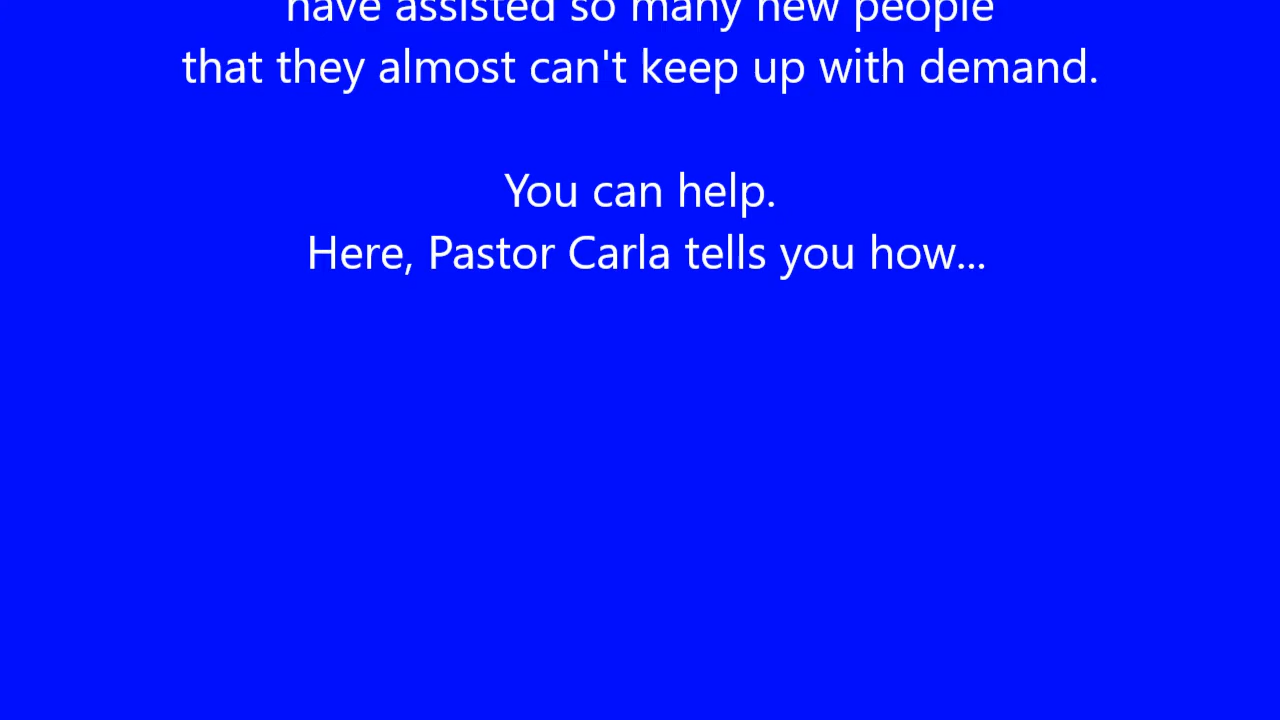 have assisted so many new people
that they almost can't keep up with demand.
You can help.
Here, Pastor Carla tells you how...